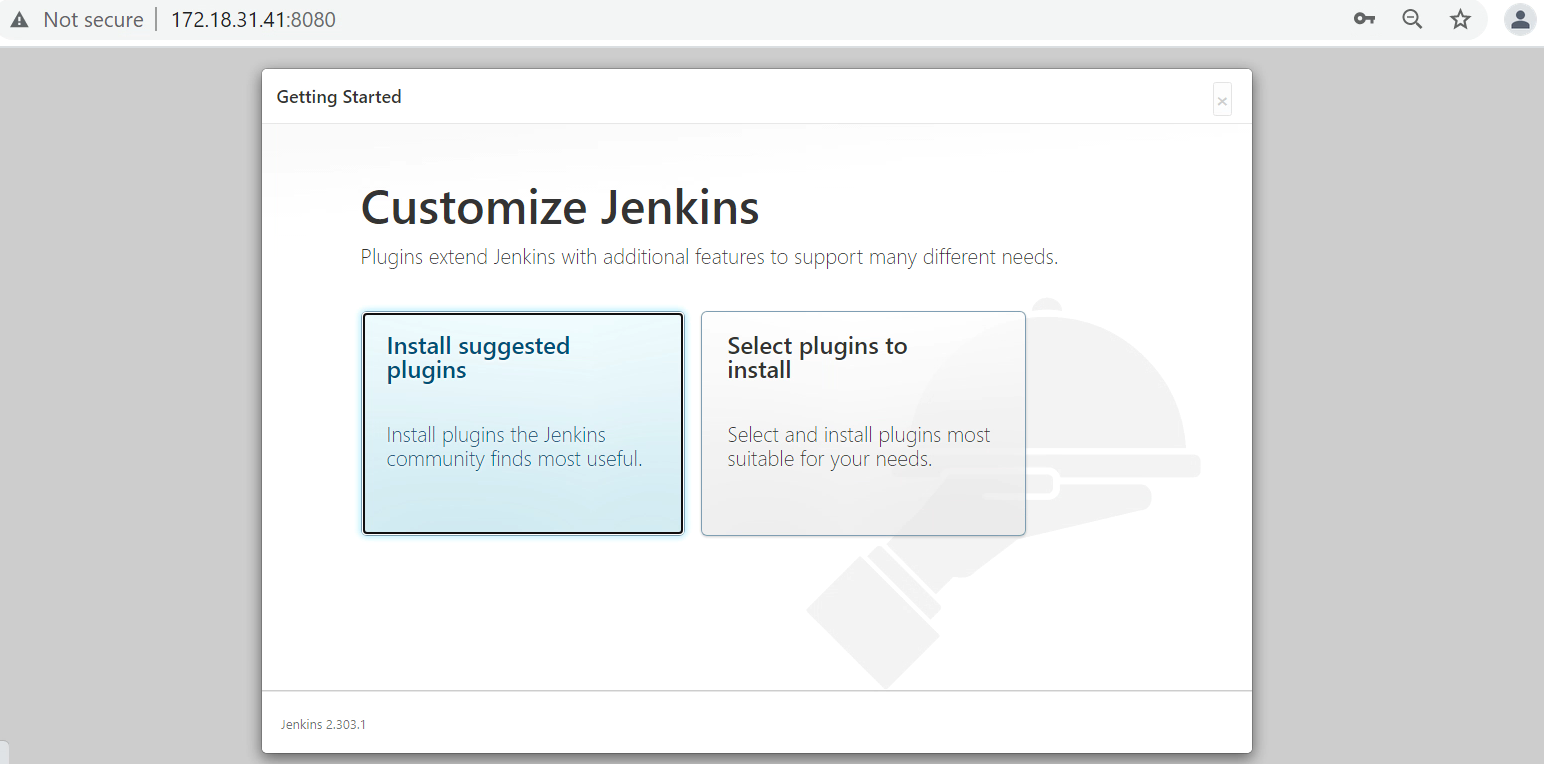 Not secure 172.18.31.41:8080
Getting Started
×
Customize Jenkins
Plugins extend Jenkins with additional features to support many different needs.
Install suggested
plugins
Install plugins the Jenkins
community finds most useful.
Select plugins to
install
Select and install plugins most
suitable for your needs.
Jenkins 2.303.1